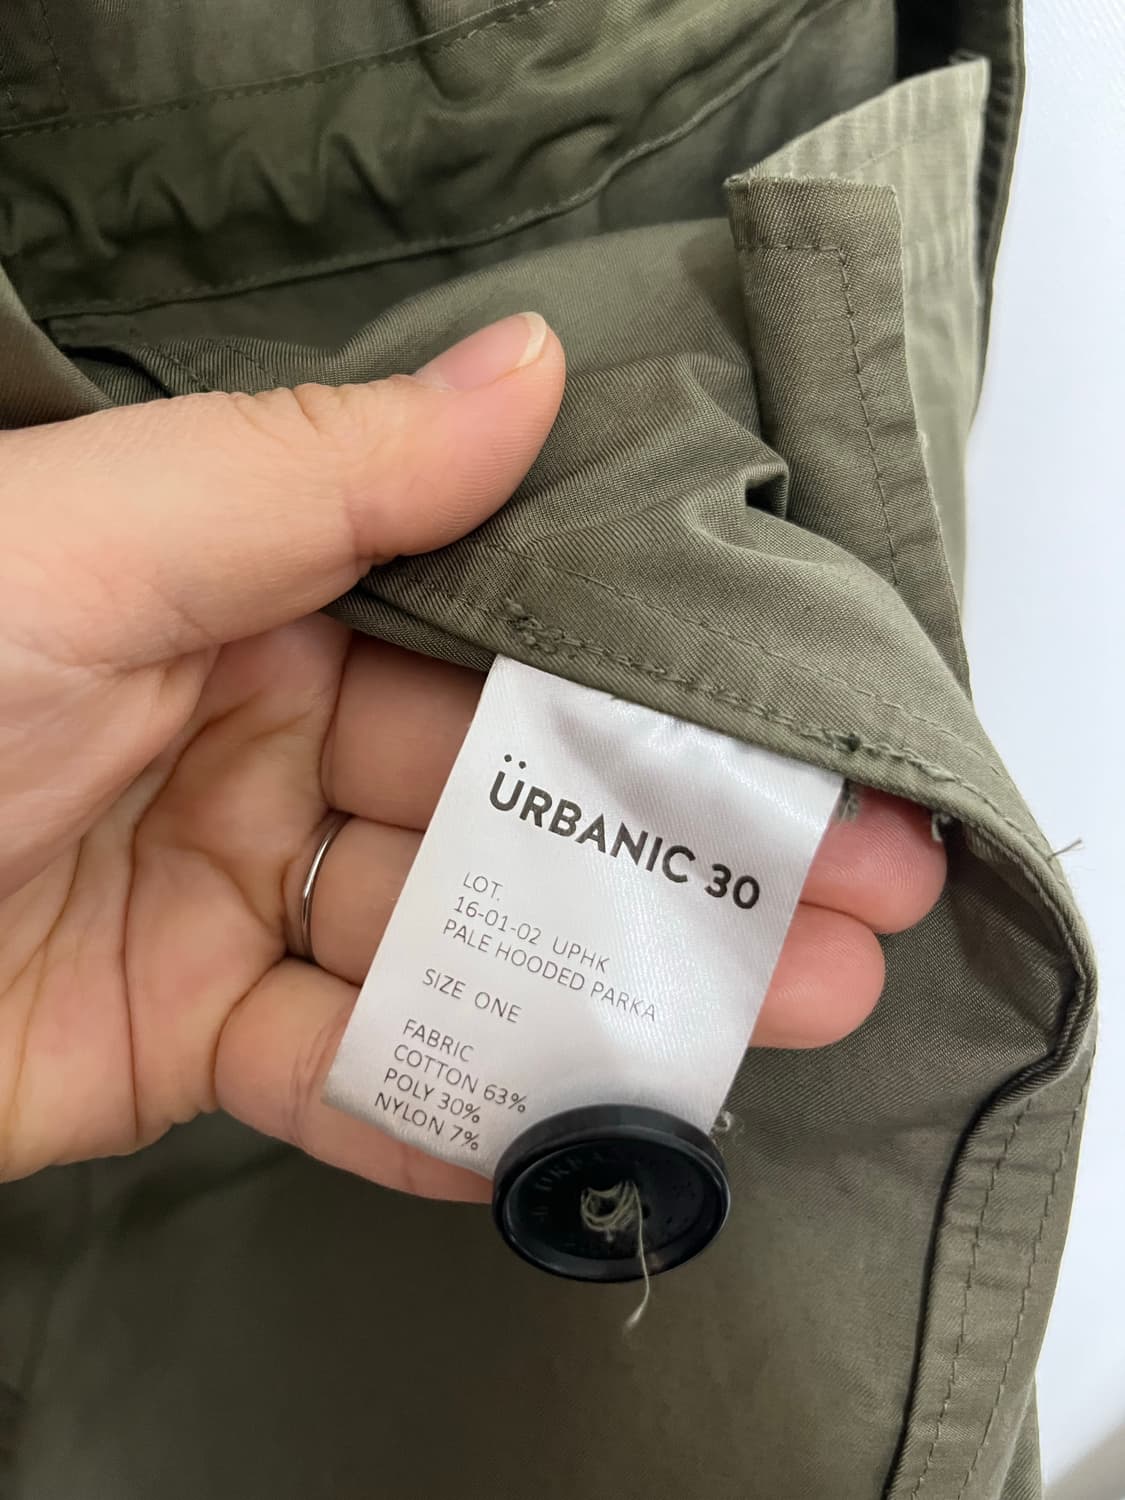 ÜRBANIC 30
LOT.
16-01-02 UPHK
PALE HOODED PARKA
SIZE ONE
FABRIC
COTTON 63%
POLY 30%
NYLON 7%